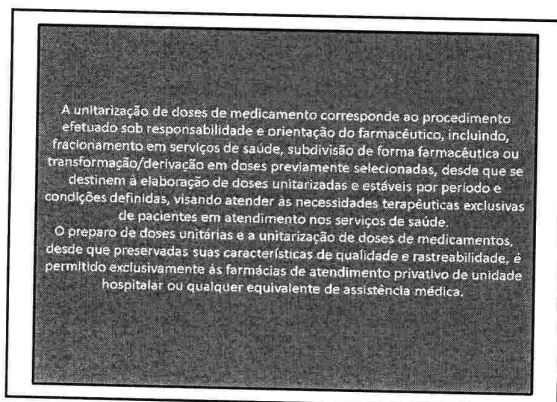 A unitarização de doses de medicamento corresponde ao procedimento
efetuado sob responsabilidade e orientação do farmacêutico, incluindo,
fracionamento em serviços de saúde, subdivisão de forma farmacêutica ou
transformação/derivação em doses previamente selecionadas, desde que se
destinem à elaboração de doses unitarizadas e estáveis por período e
condições definidas, visando atender às necessidades terapêuticas exclusivas
de pacientes em atendimento nos serviços de saúde.
O preparo de doses unitárias e a unitarização de doses de medicamentos,
desde que preservadas suas características de qualidade e rastreabilidade, é
permitido exclusivamente às farmácias de atendimento privativo de unidade
hospitalar ou qualquer equivalente de assistência médica.